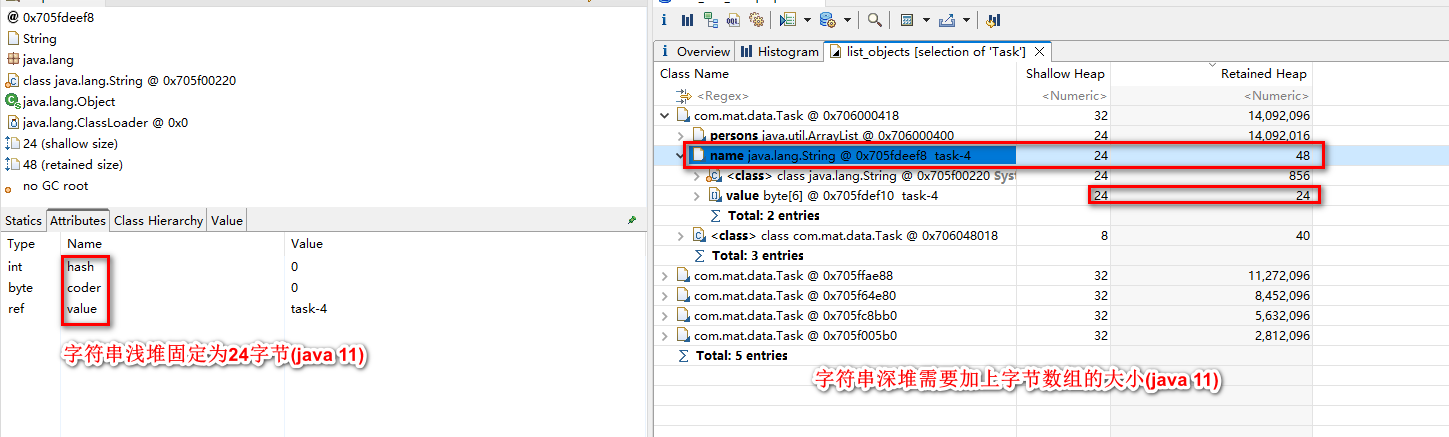 @ 0x705fdeef8
String
java.lang
class java.lang.String @ 0x705f00220
java.lang.Object
java.lang.ClassLoader @ 0x0
24 (shallow size)
48 (retained size)
no GC root
Statics Attributes Class Hierarchy Value
Type Name Value
int hash 0
byte coder 0
ref value task-4
字符串浅堆固定为24字节(java 11)
i Overview Histogram list_objects [selection of 'Task']
Class Name Shallow Heap Retained Heap
<Regex> <Numeric> <Numeric>
com.mat.data.Task @ 0x706000418 32 14,092,096
persons java.util.ArrayList @ 0x706000400 24 14,092,016
name java.lang.String @ 0x705fdeef8 task-4 24 48
<class> class java.lang.String @ 0x705f00220 Sys 24 856
value byte[6] @ 0x705fdef10 task-4 24 24
Σ Total: 2 entries
<class> class com.mat.data.Task @ 0x706048018 8 40
Σ Total: 3 entries
com.mat.data.Task @ 0x705ffae88 32 11,272,096
com.mat.data.Task @ 0x705f64e80 32 8,452,096
com.mat.data.Task @ 0x705fc8bb0 32 5,632,096
com.mat.data.Task @ 0x705f005b0 32 2,812,096
Σ Total: 5 entries
字符串深堆需要加上字节数组的大小(java 11)